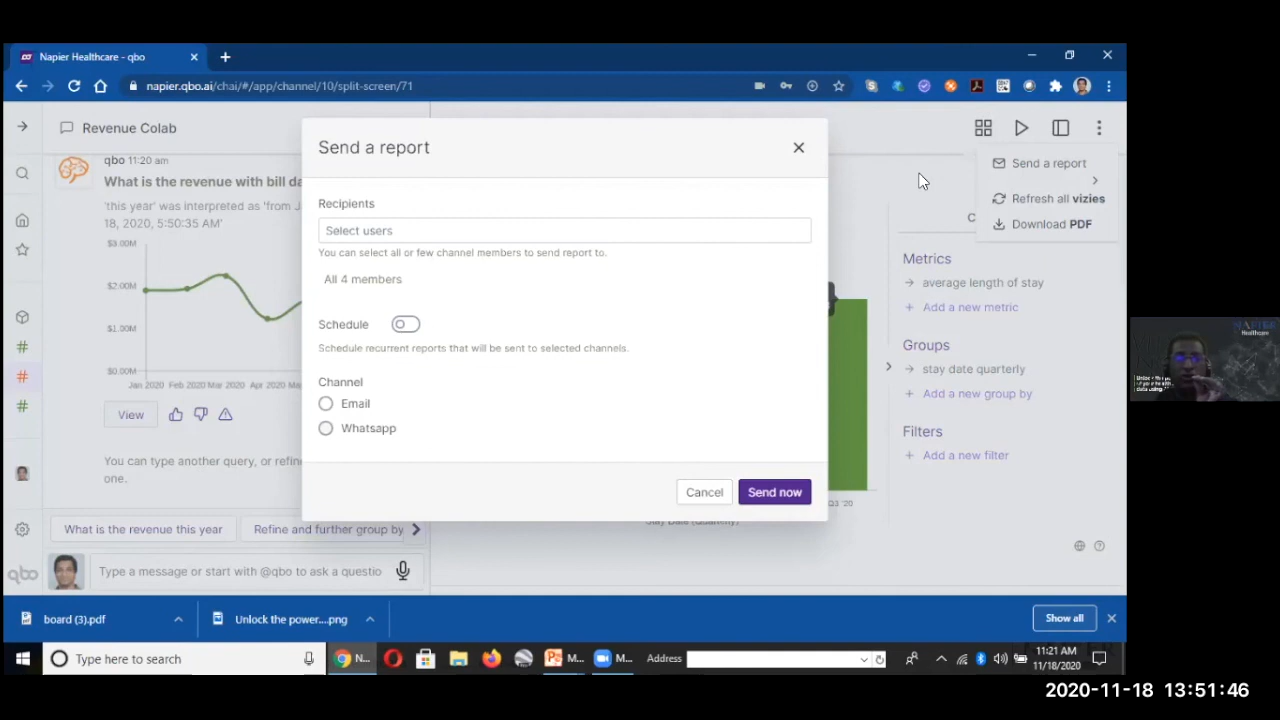 Napier Healthcare - qbo
napier.qbo.ai/chai/#/app/channel/10/split-screen/71
Revenue Colab
qbo 11:20 am
What is the revenue with bill da
'this year' was interpreted as 'from J
18, 2020, 5:50:35 AM'
$3.00M
$2.00M
$1.00M
$0.00M
Jan 2020 Feb 2020 Mar 2020 Apr 2020 Ma
View
You can type another query, or refin
one.
What is the revenue this year
Refine and further group by
Type a message or start with @qbo to ask a questio
qbo
Send a report
Recipients
Select users
You can select all or few channel members to send report to.
All 4 members
Schedule
Schedule recurrent reports that will be sent to selected channels.
Channel
Email
Whatsapp
Cancel
Send now
Q3 '20
Stay Date (Quarterly)
Send a report
Refresh all vizies
Download PDF
C
Metrics
average length of stay
+ Add a new metric
Groups
stay date quarterly
+ Add a new group by
Filters
+ Add a new filter
NAPIER
Healthcare
board (3).pdf
Unlock the power....png
Show all
Type here to search
N...
M...
M...
Address
11:21 AM
11/18/2020
2020-11-18 13:51:46